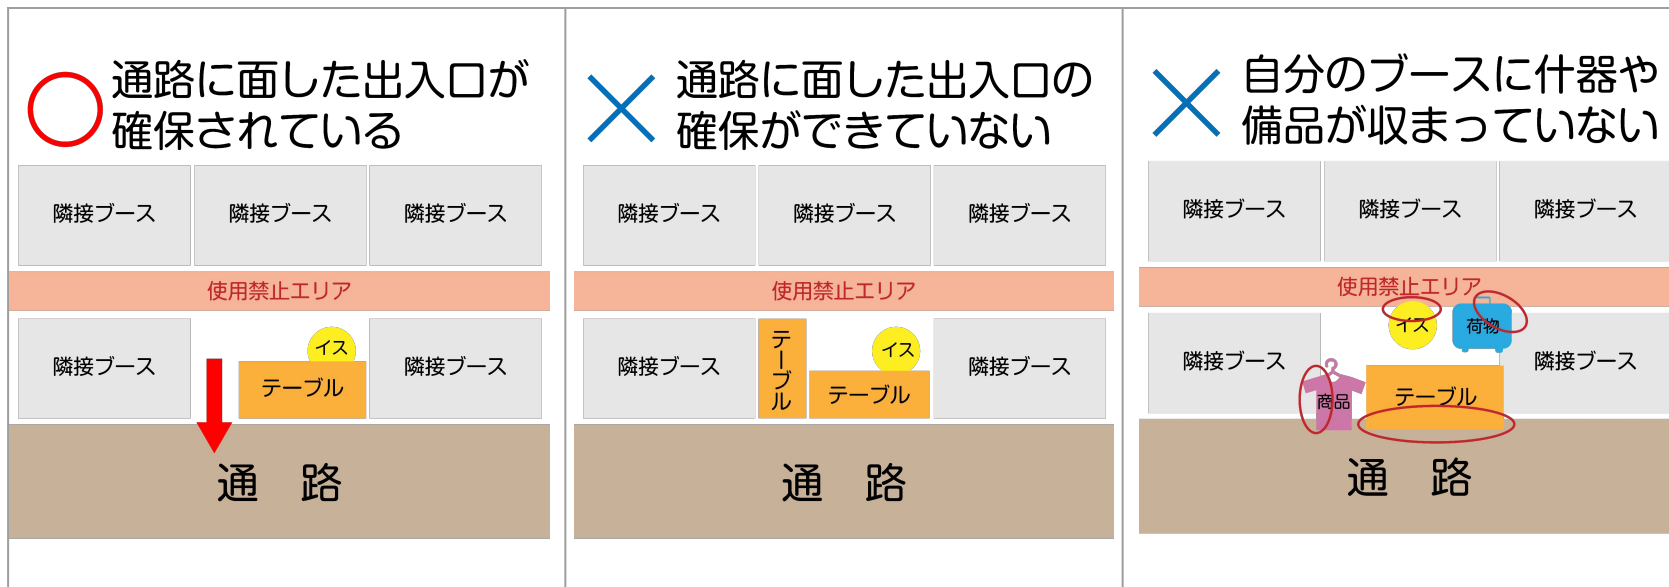 通路に面した出入口が
確保されている
隣接ブース
隣接ブース
隣接ブース
使用禁止エリア
隣接ブース
イス
テーブル
隣接ブース
通 路
通路に面した出入口の
確保ができていない
隣接ブース
隣接ブース
隣接ブース
使用禁止エリア
隣接ブース
テーブル
イス
テーブル
隣接ブース
通 路
自分のブースに什器や
備品が収まっていない
隣接ブース
隣接ブース
隣接ブース
使用禁止エリア
隣接ブース
イス
荷物
隣接ブース
商品
テーブル
通 路